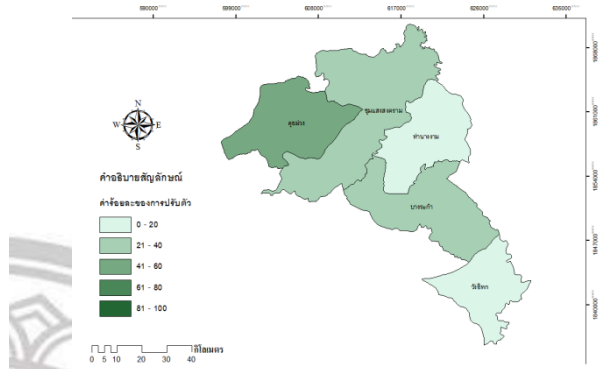 590000
599000
608000
617000
626000
635000
N
W E
S
คุยม่วง
ชุมแสงสงคราม
ท่านางงาม
บางระกำ
วังอิทก
คำอธิบายสัญลักษณ์
ค่าร้อยละของการปรับตัว
0 - 20
21 - 40
41 - 60
61 - 80
81 - 100
0 5 10 20 30 40
กิโลเมตร
1847000
1840000